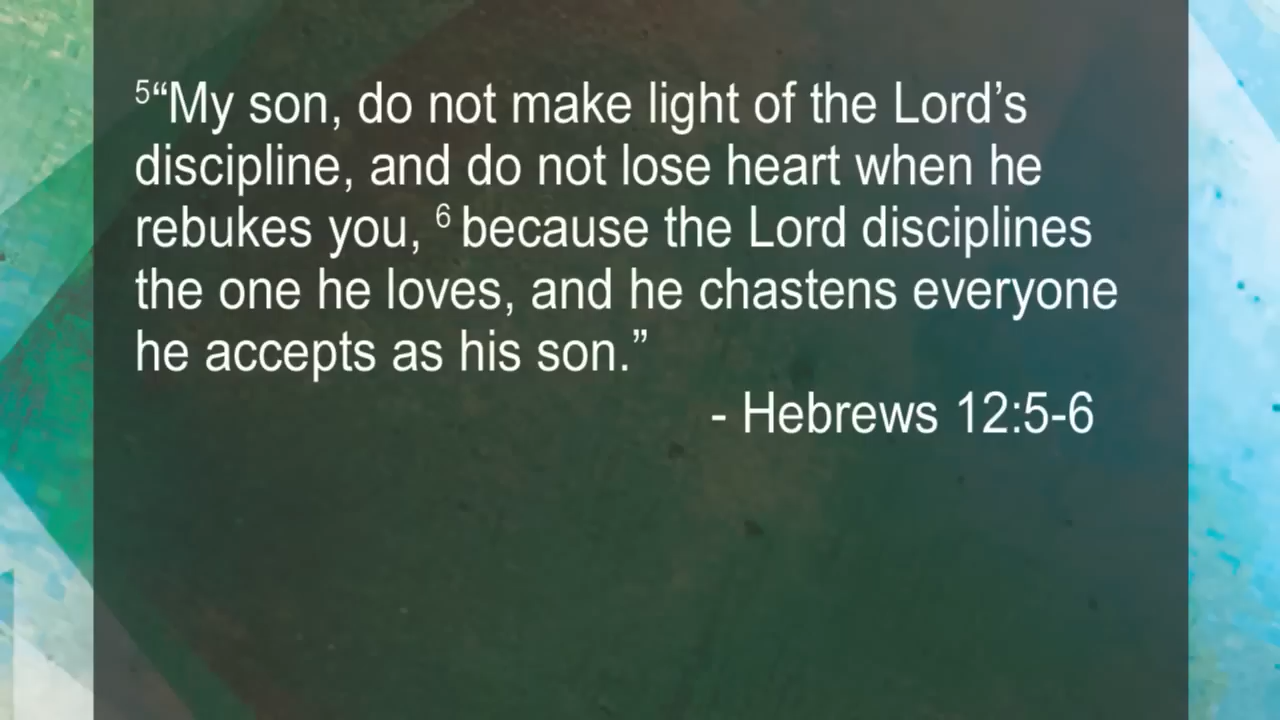 ⁵“My son, do not make light of the Lord’s
discipline, and do not lose heart when he
rebukes you, ⁶ because the Lord disciplines
the one he loves, and he chastens everyone
he accepts as his son.”
- Hebrews 12:5-6